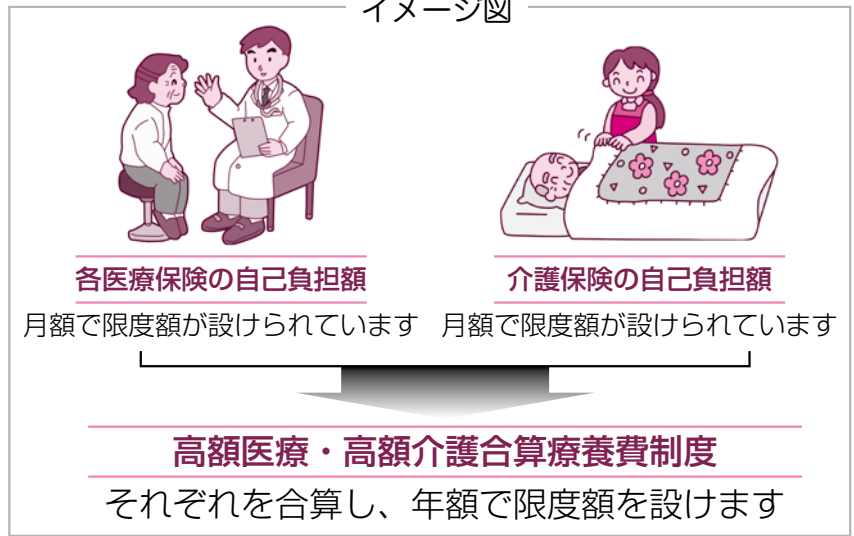 イメージ図
各医療保険の自己負担額
月額で限度額が設けられています
介護保険の自己負担額
月額で限度額が設けられています
高額医療・高額介護合算療養費制度
それぞれを合算し、年額で限度額を設けます